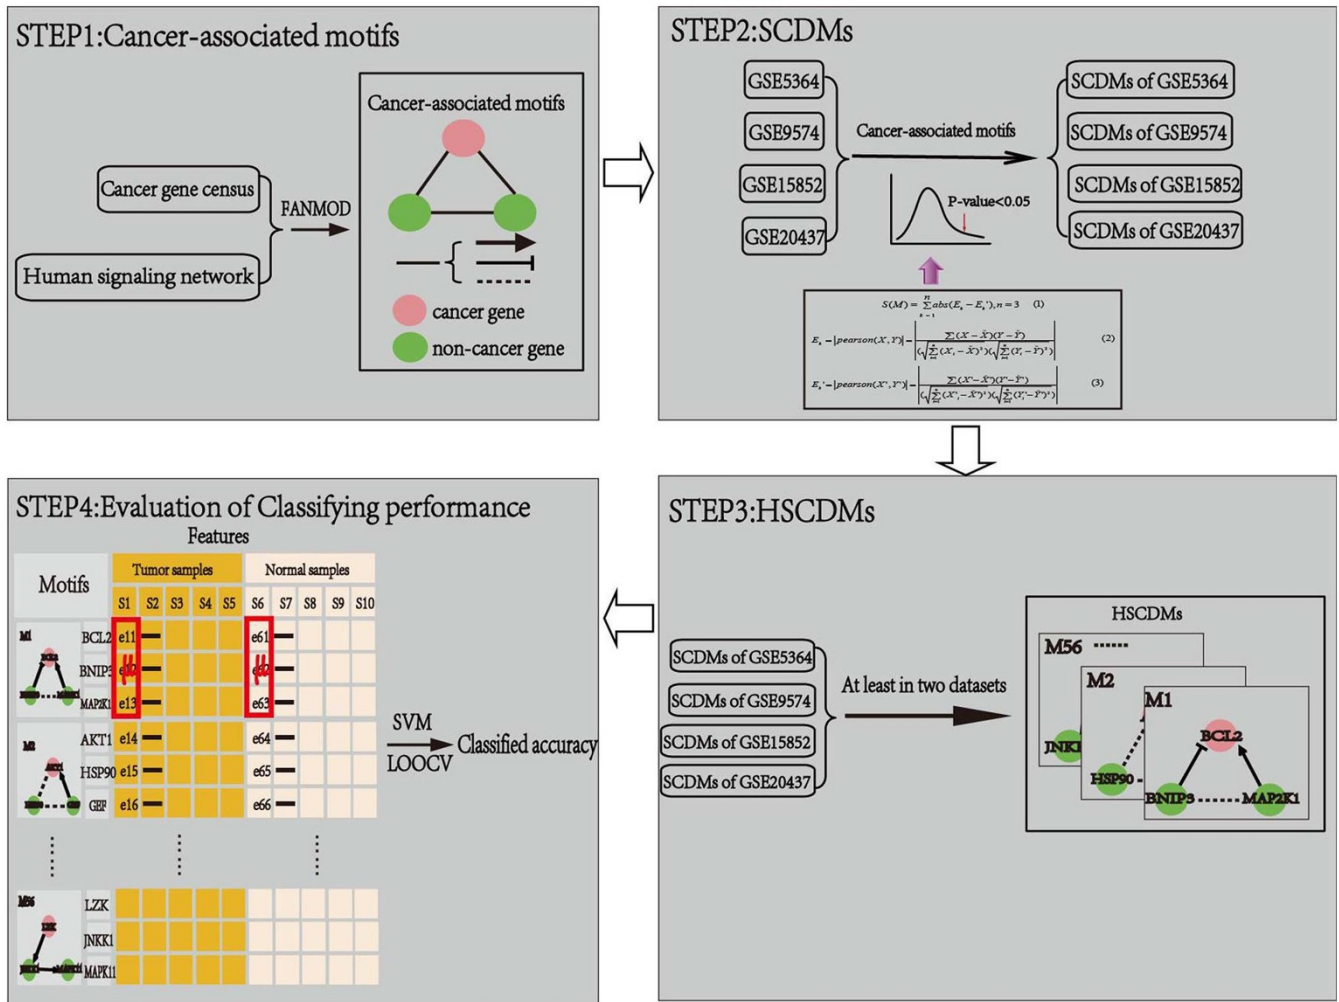 STEP1:Cancer-associated motifs
Cancer gene census
Human signaling network
FANMOD
Cancer-associated motifs
cancer gene
non-cancer gene
STEP2:SCDMs
GSE5364
GSE9574
GSE15852
GSE20437
Cancer-associated motifs
P-value<0.05
SCDMs of GSE5364
SCDMs of GSE9574
SCDMs of GSE15852
SCDMs of GSE20437
STEP3:HSCDMs
SCDMs of GSE5364
SCDMs of GSE9574
SCDMs of GSE15852
SCDMs of GSE20437
At least in two datasets
HSCDMs
M56
M2
M1
BCL2
HSP90
BNIP3
MAP2K1
STEP4:Evaluation of Classifying performance
Features
Motifs
Tumor samples
Normal samples
S1 S2 S3 S4 S5 S6 S7 S8 S9 S10
M1
BCL2 e11 e61
BNIP3
MAP2K1 e13 e63
M2
AKT1 e14 e64
HSP90 e15 e65
GEF e16 e66
M56
LZK
JNKK1
MAPK11
SVM
LOOCV
Classified accuracy